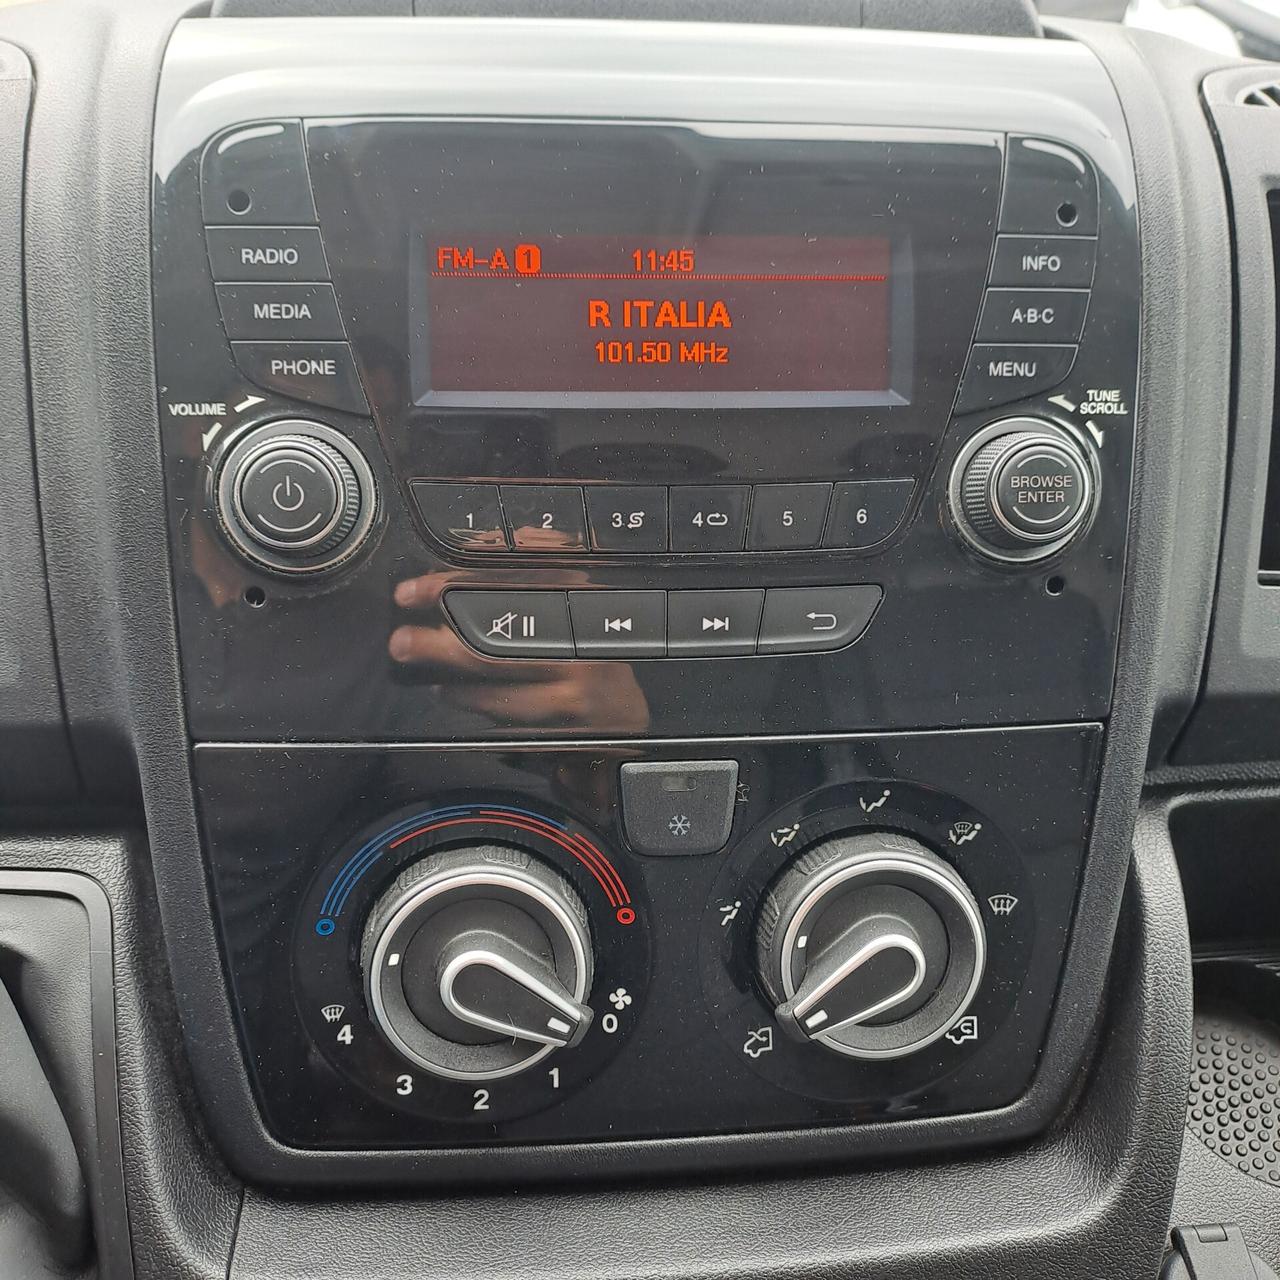 FM-A 1 11:45
R ITALIA
101.50 MHz
RADIO
MEDIA
PHONE
INFO
A·B·C
MENU
VOLUME
TUNE
SCROLL
BROWSE
ENTER
1 2 3 4 5 6
0
1
2
3
4